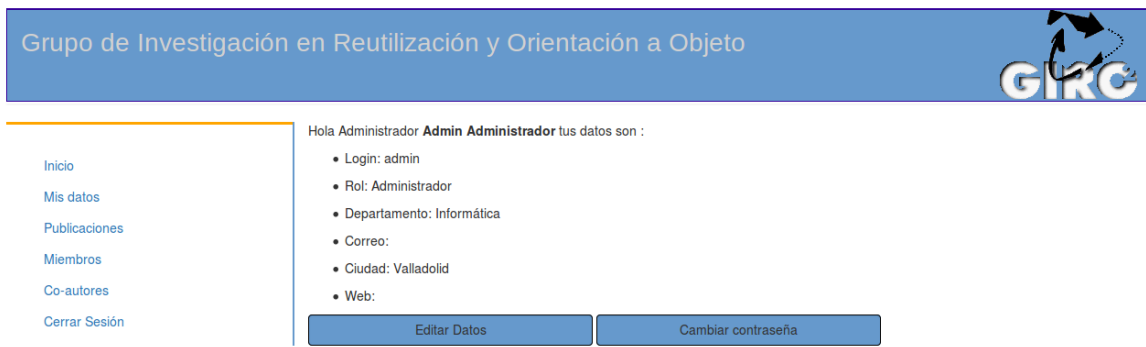 Grupo de Investigación en Reutilización y Orientación a Objeto
GIRO
Hola Administrador Admin Administrador tus datos son :
Inicio
Mis datos
Publicaciones
Miembros
Co-autores
Cerrar Sesión
• Login: admin
• Rol: Administrador
• Departamento: Informática
• Correo:
• Ciudad: Valladolid
• Web:
Editar Datos
Cambiar contraseña